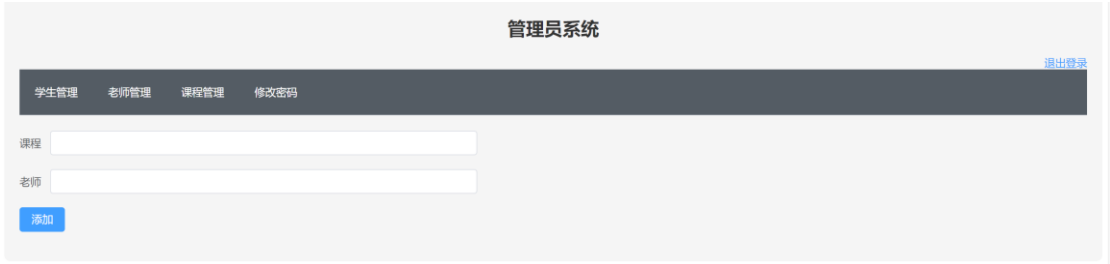 管理员系统
退出登录
学生管理 老师管理 课程管理 修改密码
课程
老师
添加